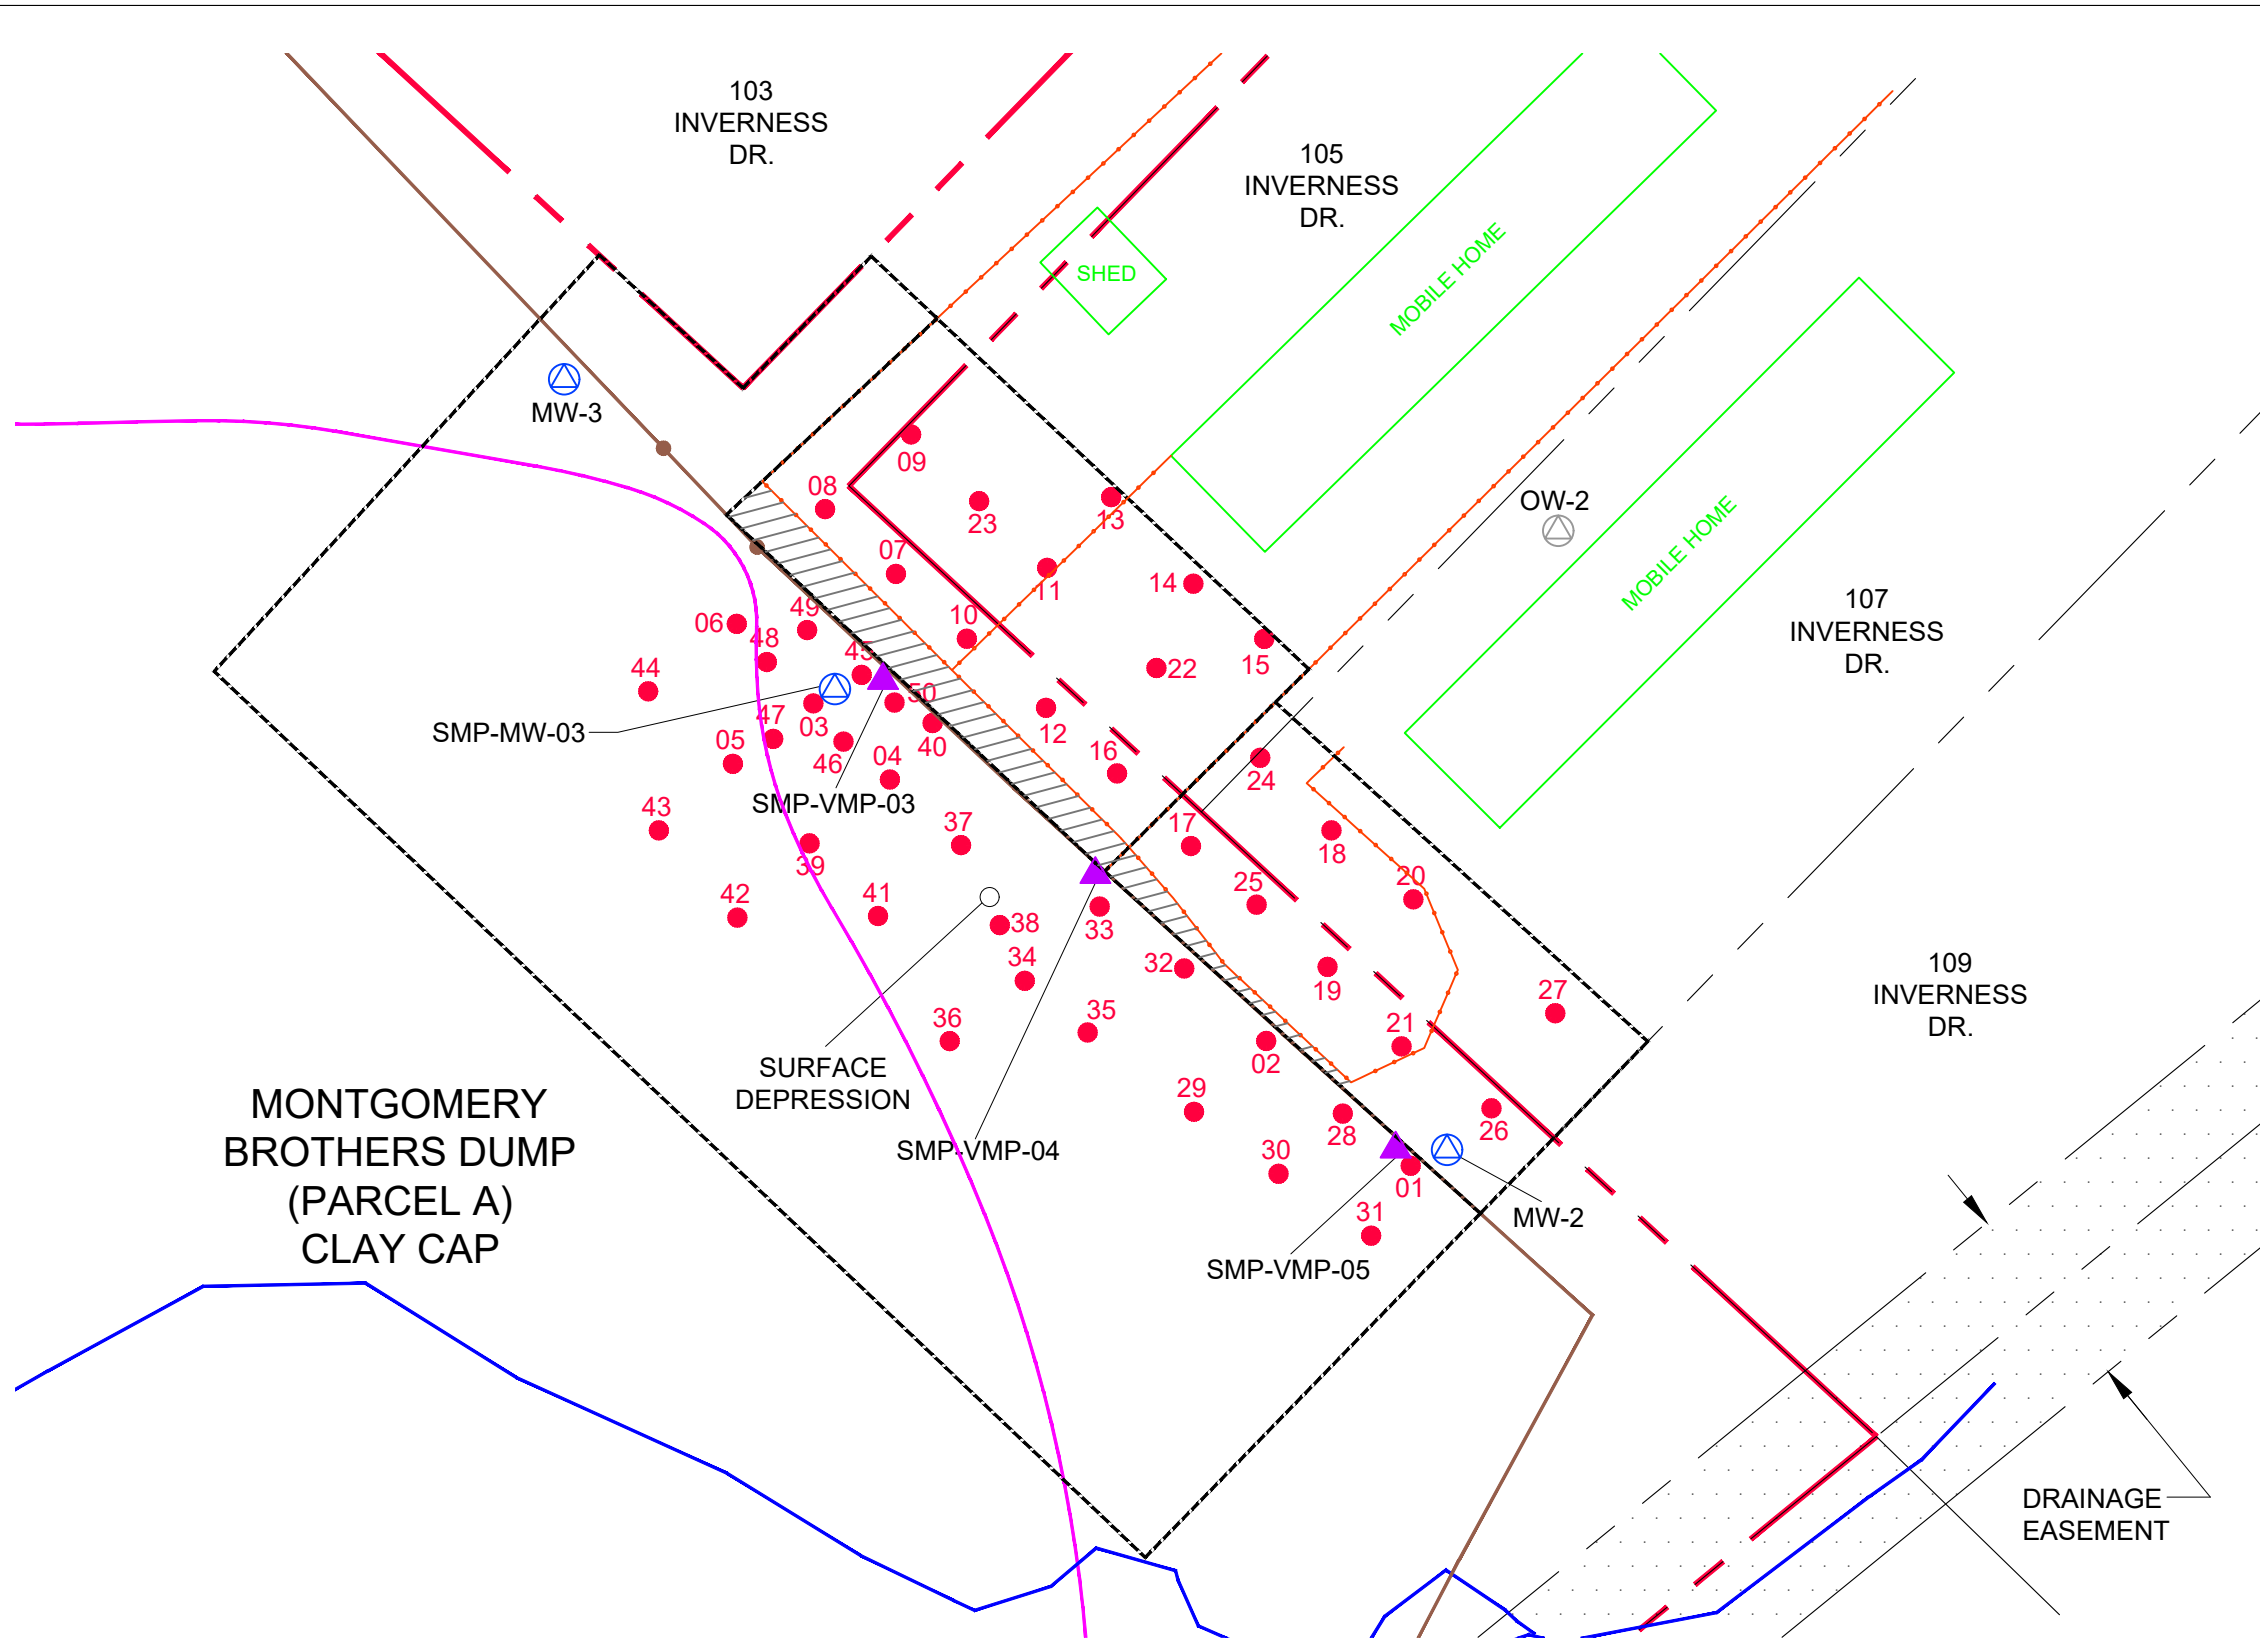 103
INVERNESS
DR.
105
INVERNESS
DR.
SHED
MOBILE HOME
MW-3
09
08
23
13
OW-2
MOBILE HOME
07
11
14
107
INVERNESS
DR.
10
49
06
48
15
22
45
44
50
SMP-MW-03
47
03
12
40
05
46
04
16
24
SMP-VMP-03
43
37
17
18
39
20
25
42
41
38
33
34
32
109
INVERNESS
DR.
19
27
36
35
21
02
SURFACE
DEPRESSION
29
28
26
MONTGOMERY
BROTHERS DUMP
(PARCEL A)
CLAY CAP
SMP-VMP-04
30
01
31
MW-2
SMP-VMP-05
DRAINAGE
EASEMENT